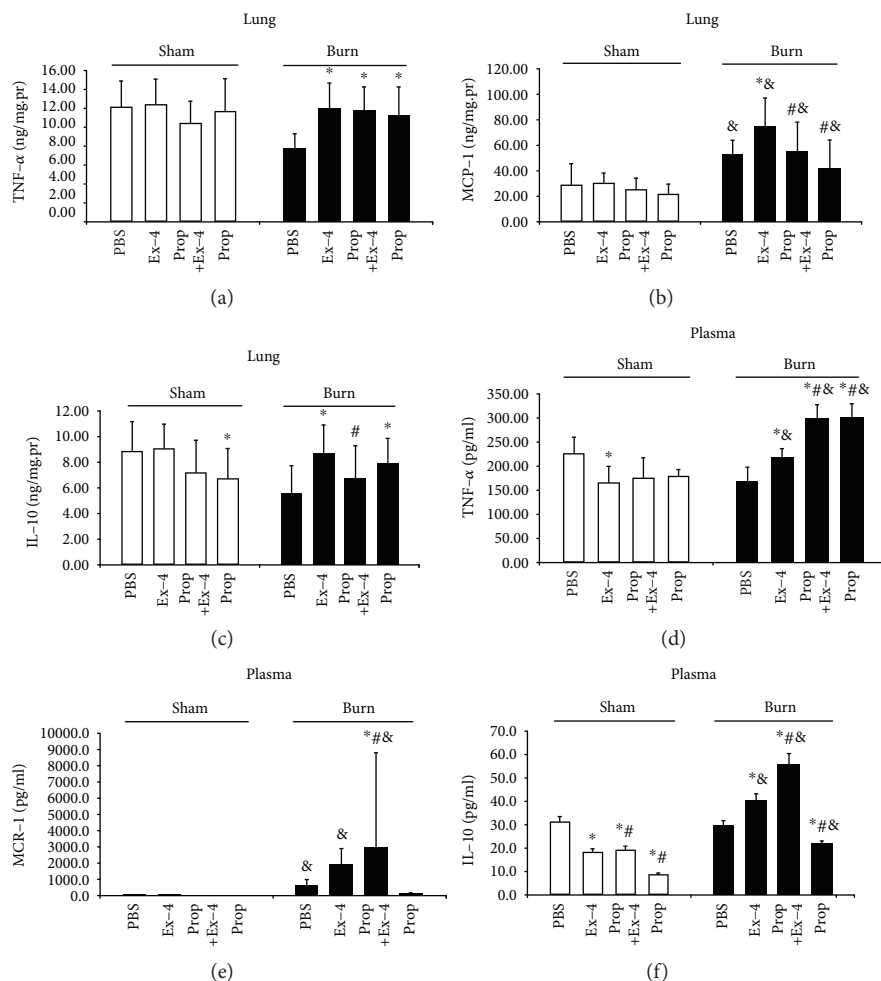 Lung
Sham Burn
TNF–α (ng/mg.pr)
16.00
14.00
12.00
10.00
8.00
6.00
4.00
2.00
0.00
* * *
PBS Ex–4 Prop +Ex–4 Prop PBS Ex–4 Prop +Ex–4 Prop
(a)
Lung
Sham Burn
MCP–1 (ng/mg.pr)
120.00
100.00
80.00
60.00
40.00
20.00
0.00
& *& #& #&
PBS Ex–4 Prop +Ex–4 Prop PBS Ex–4 Prop +Ex–4 Prop
(b)
Lung
Sham Burn
IL–10 (ng/mg.pr)
12.00
10.00
8.00
6.00
4.00
2.00
0.00
* * # *
PBS Ex–4 Prop +Ex–4 Prop PBS Ex–4 Prop +Ex–4 Prop
(c)
Plasma
Sham Burn
TNF–α (pg/ml)
350.00
300.00
250.00
200.00
150.00
100.00
50.00
00.00
* *& *#& *#&
PBS Ex–4 Prop +Ex–4 Prop PBS Ex–4 Prop +Ex–4 Prop
(d)
Plasma
Sham Burn
MCR–1 (pg/ml)
10000.0
9000.0
8000.0
7000.0
6000.0
5000.0
4000.0
3000.0
2000.0
1000.0
0.0
& & *#&
PBS Ex–4 Prop +Ex–4 Prop PBS Ex–4 Prop +Ex–4 Prop
(e)
Plasma
Sham Burn
IL–10 (pg/ml)
70.0
60.0
50.0
40.0
30.0
20.0
10.0
0.0
* *# *# *& *#& *#&
PBS Ex–4 Prop +Ex–4 Prop PBS Ex–4 Prop +Ex–4 Prop
(f)